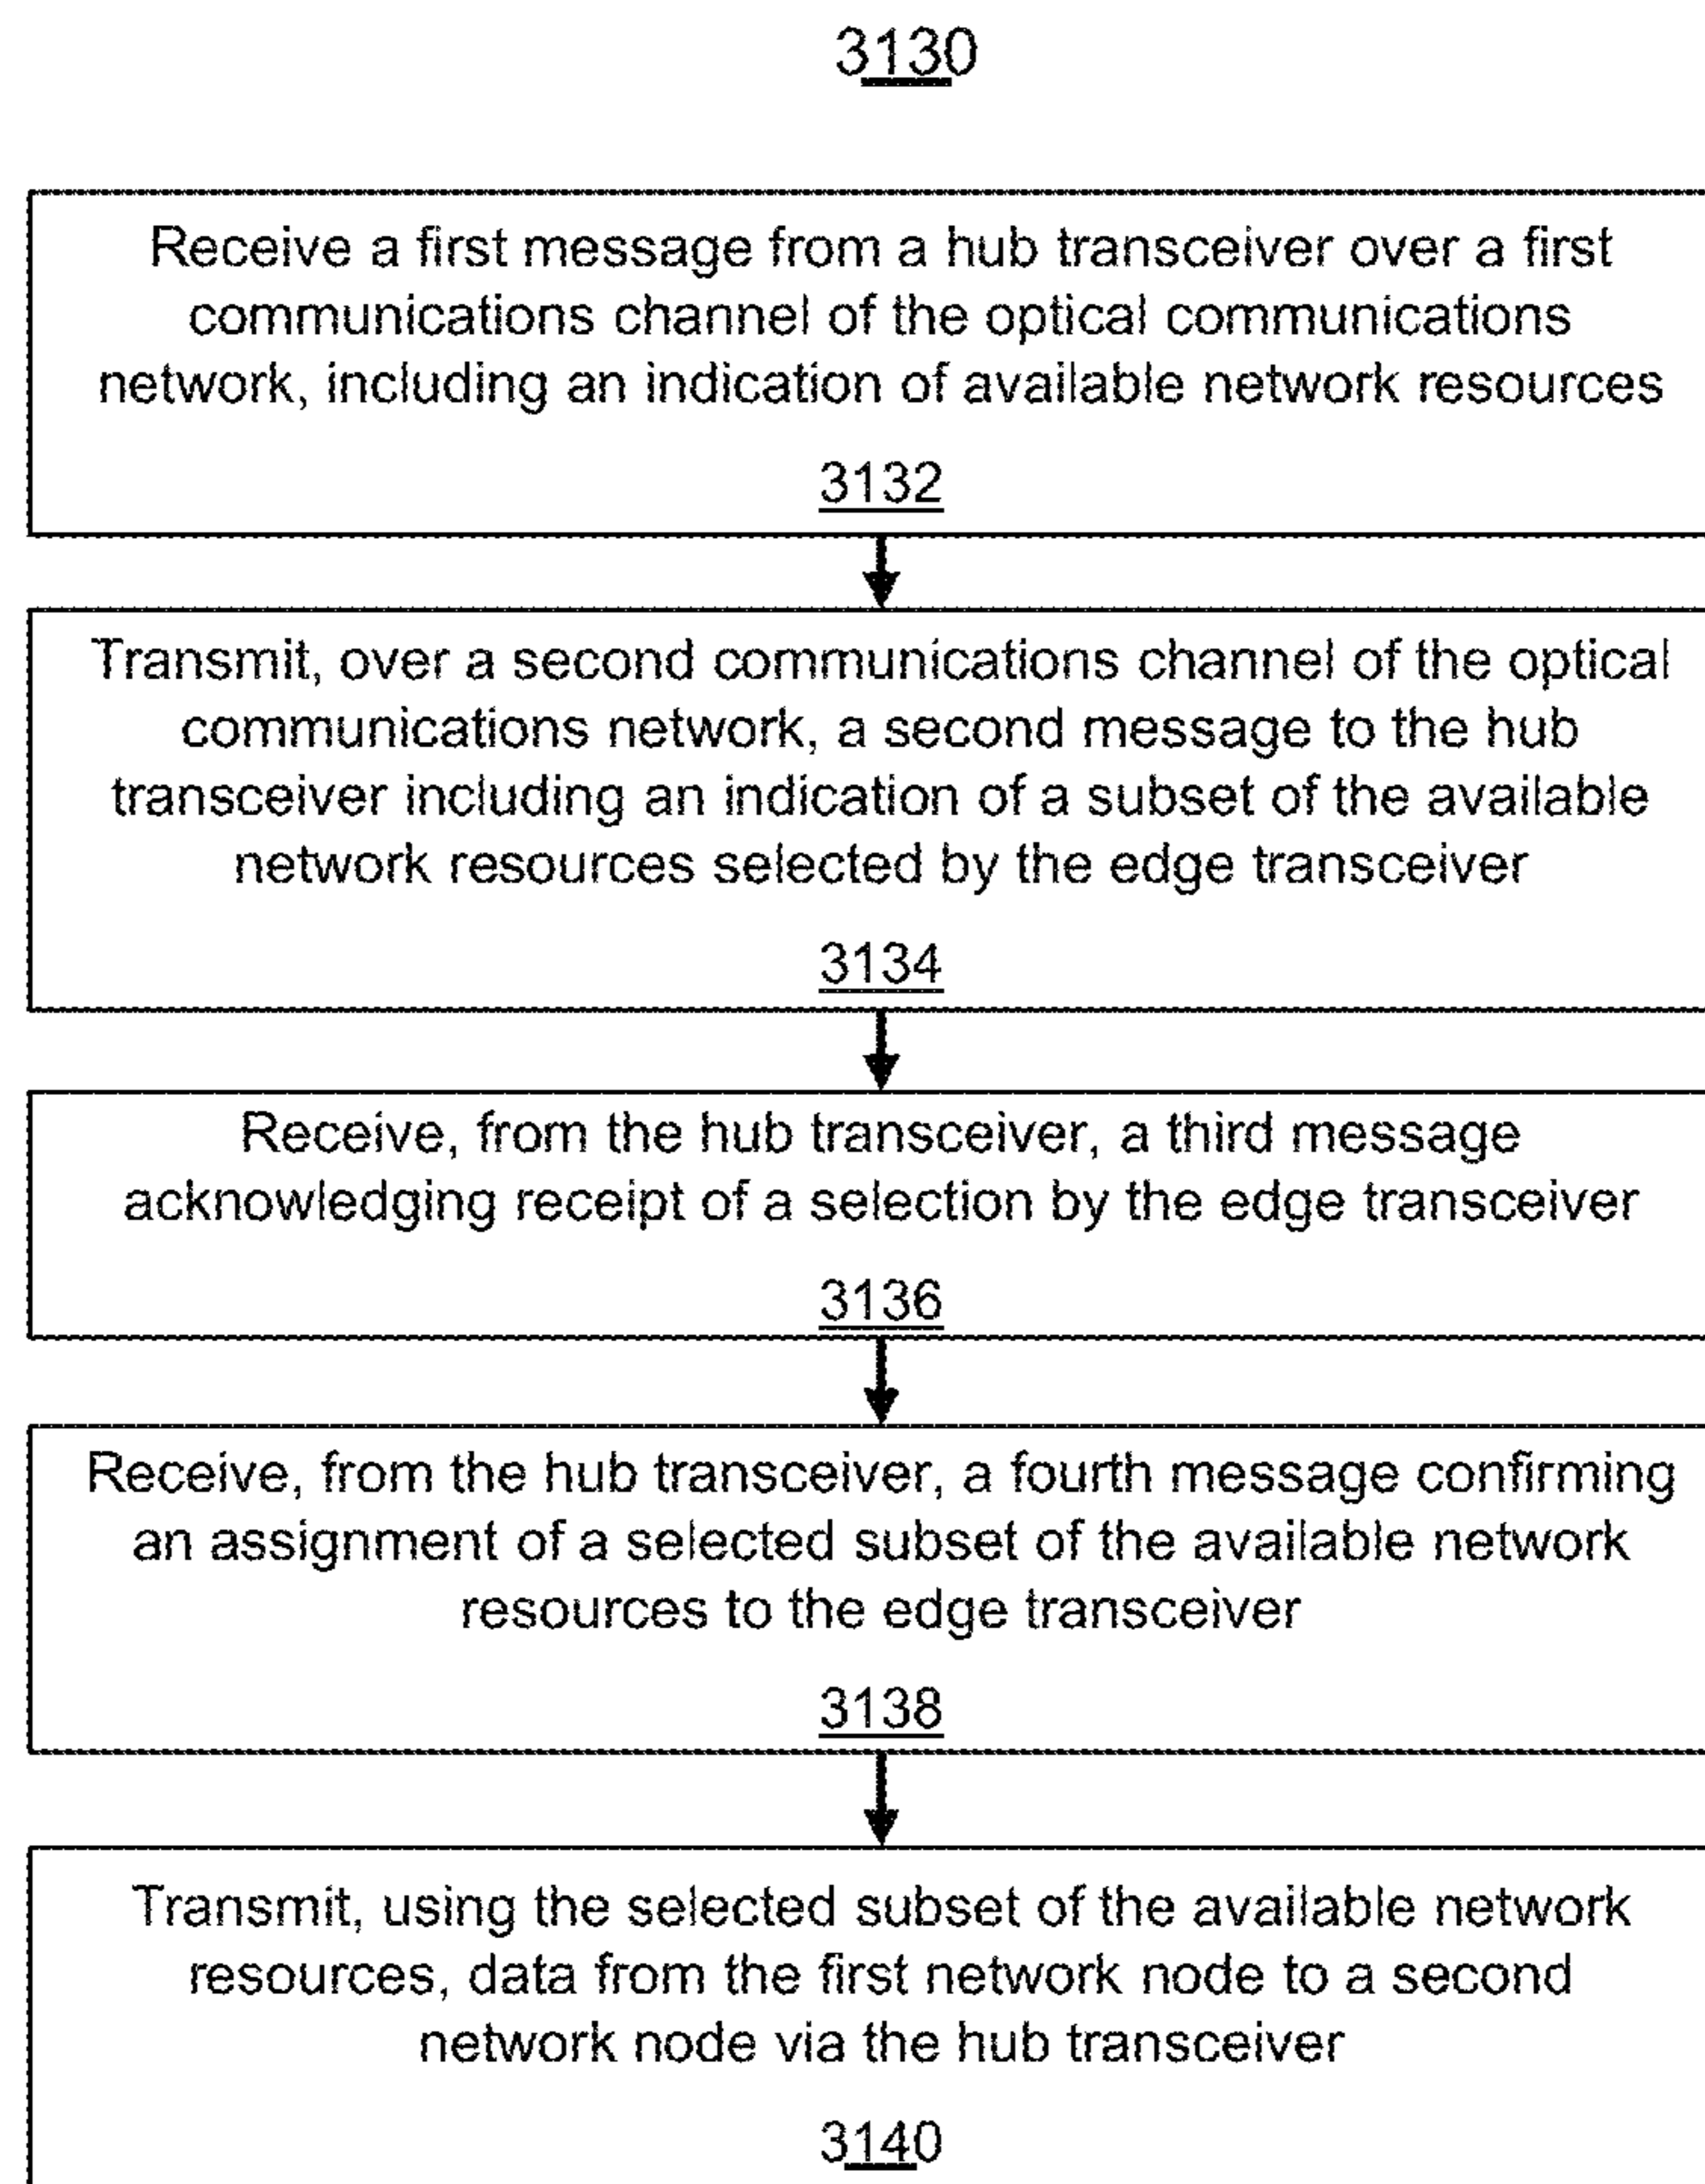 3130
Receive a first message from a hub transceiver over a first
communications channel of the optical communications
network, including an indication of available network resources
3132
Transmit, over a second communications channel of the optical
communications network, a second message to the hub
transceiver including an indication of a subset of the available
network resources selected by the edge transceiver
3134
Receive, from the hub transceiver, a third message
acknowledging receipt of a selection by the edge transceiver
3136
Receive, from the hub transceiver, a fourth message confirming
an assignment of a selected subset of the available network
resources to the edge transceiver
3138
Transmit, using the selected subset of the available network
resources, data from the first network node to a second
network node via the hub transceiver
3140